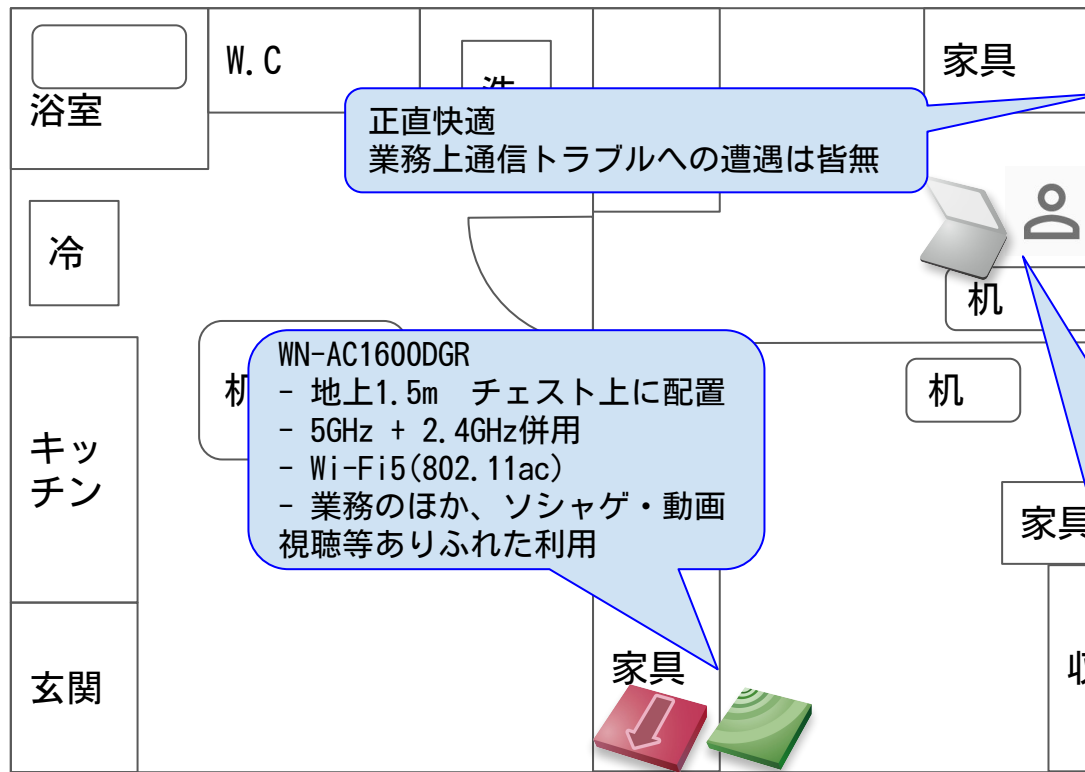 浴室
W.C
家具
正直快適
業務上通信トラブルへの遭遇は皆無
冷
机
机
WN-AC1600DGR
- 地上1.5m　チェスト上に配置
- 5GHz + 2.4GHz併用
- Wi-Fi5(802.11ac)
- 業務のほか、ソシャゲ・動画
視聴等ありふれた利用
キッ
チン
家具
玄関
家具